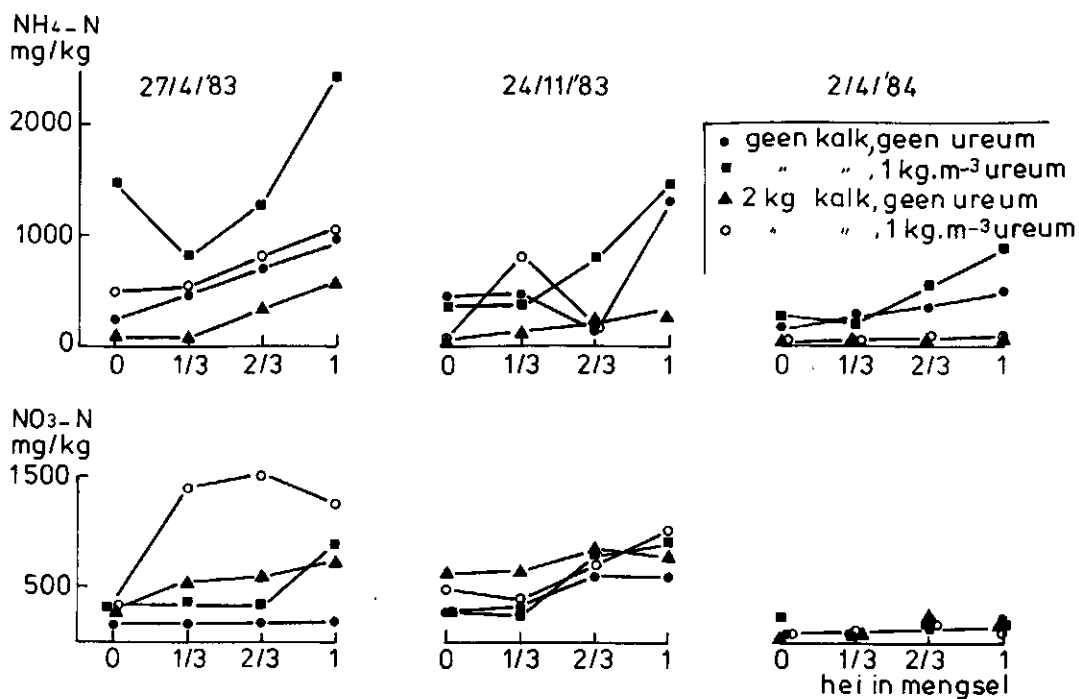 NH4-N
mg/kg
27/4/'83
24/11/'83
2/4/'84
2000
1000
0
geen kalk, geen ureum
" " , 1 kg.m-3 ureum
2 kg kalk, geen ureum
" " , 1 kg.m-3 ureum
0 1/3 2/3 1
0 1/3 2/3 1
0 1/3 2/3 1
NO3-N
mg/kg
1500
500
0 1/3 2/3 1
0 1/3 2/3 1
0 1/3 2/3 1
hei in mengsel